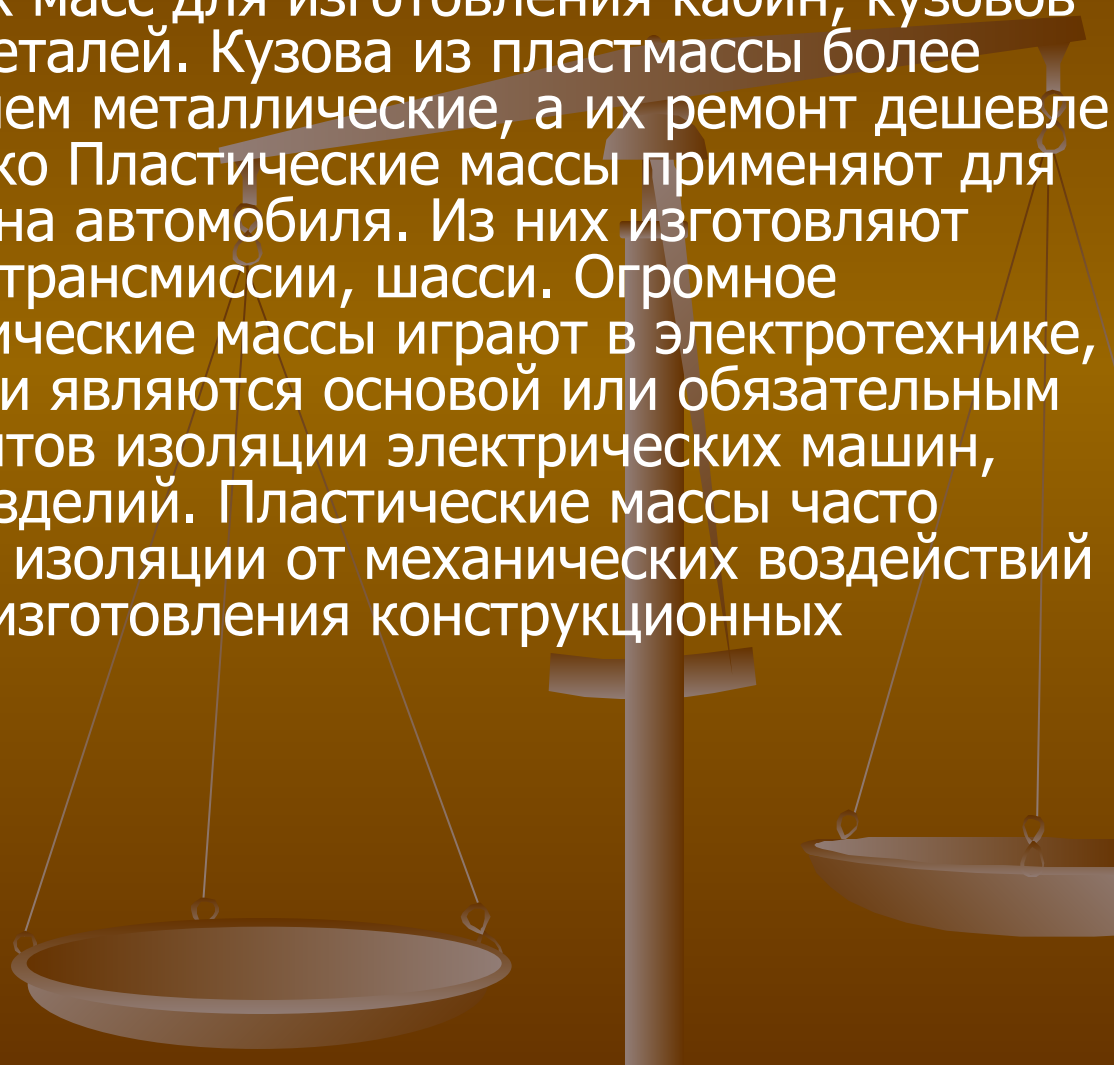 масс для изготовления кабин, кузовов
еталей. Кузова из пластмассы более
ем металлические, а их ремонт дешевле
ко Пластические массы применяют для
на автомобиля. Из них изготовляют
трансмиссии, шасси. Огромное
ические массы играют в электротехнике,
и являются основой или обязательным
тов изоляции электрических машин,
зделий. Пластические массы часто
изоляции от механических воздействий
изготовления конструкционных